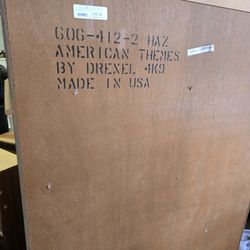 606-412-2 HAZ
AMERICAN THEMES
BY DREXEL 4K9
MADE IN USA